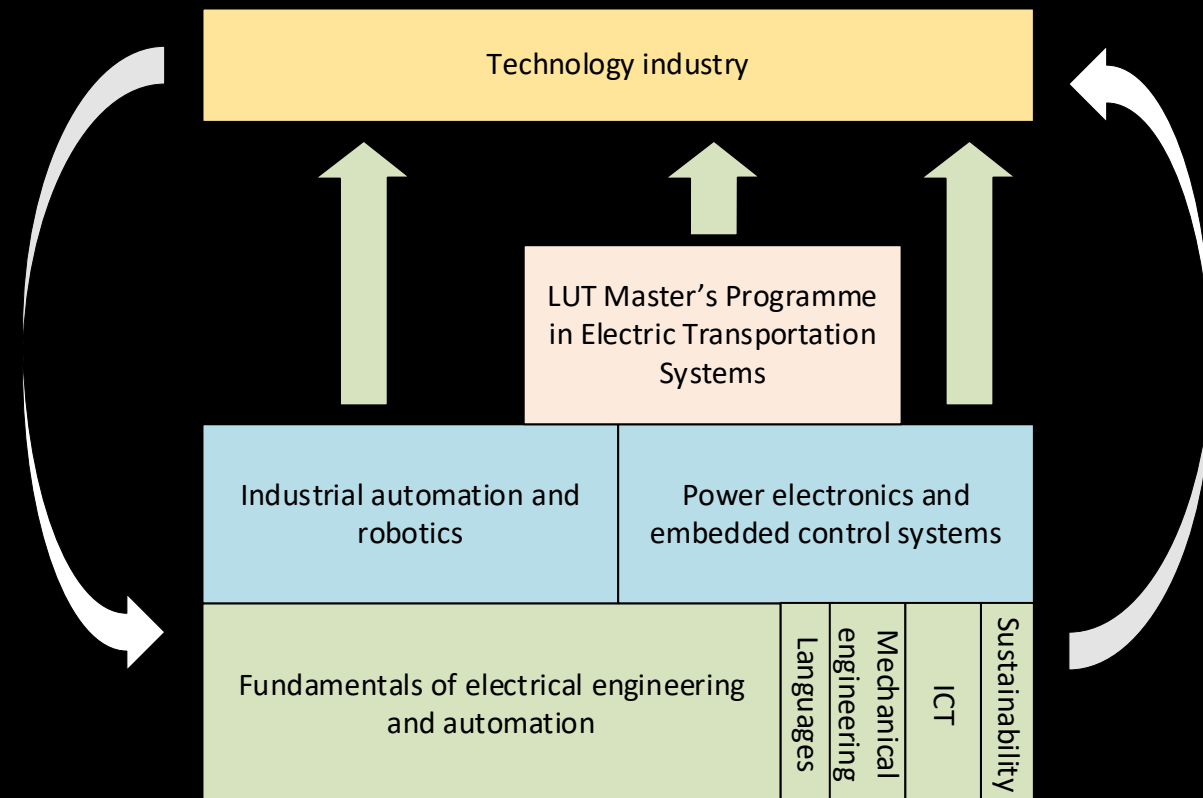 Technology industry
LUT Master’s Programme
in Electric Transportation
Systems
Industrial automation and
robotics
Power electronics and
embedded control systems
Fundamentals of electrical engineering
and automation
Languages
Mechanical
engineering
ICT
Sustainability